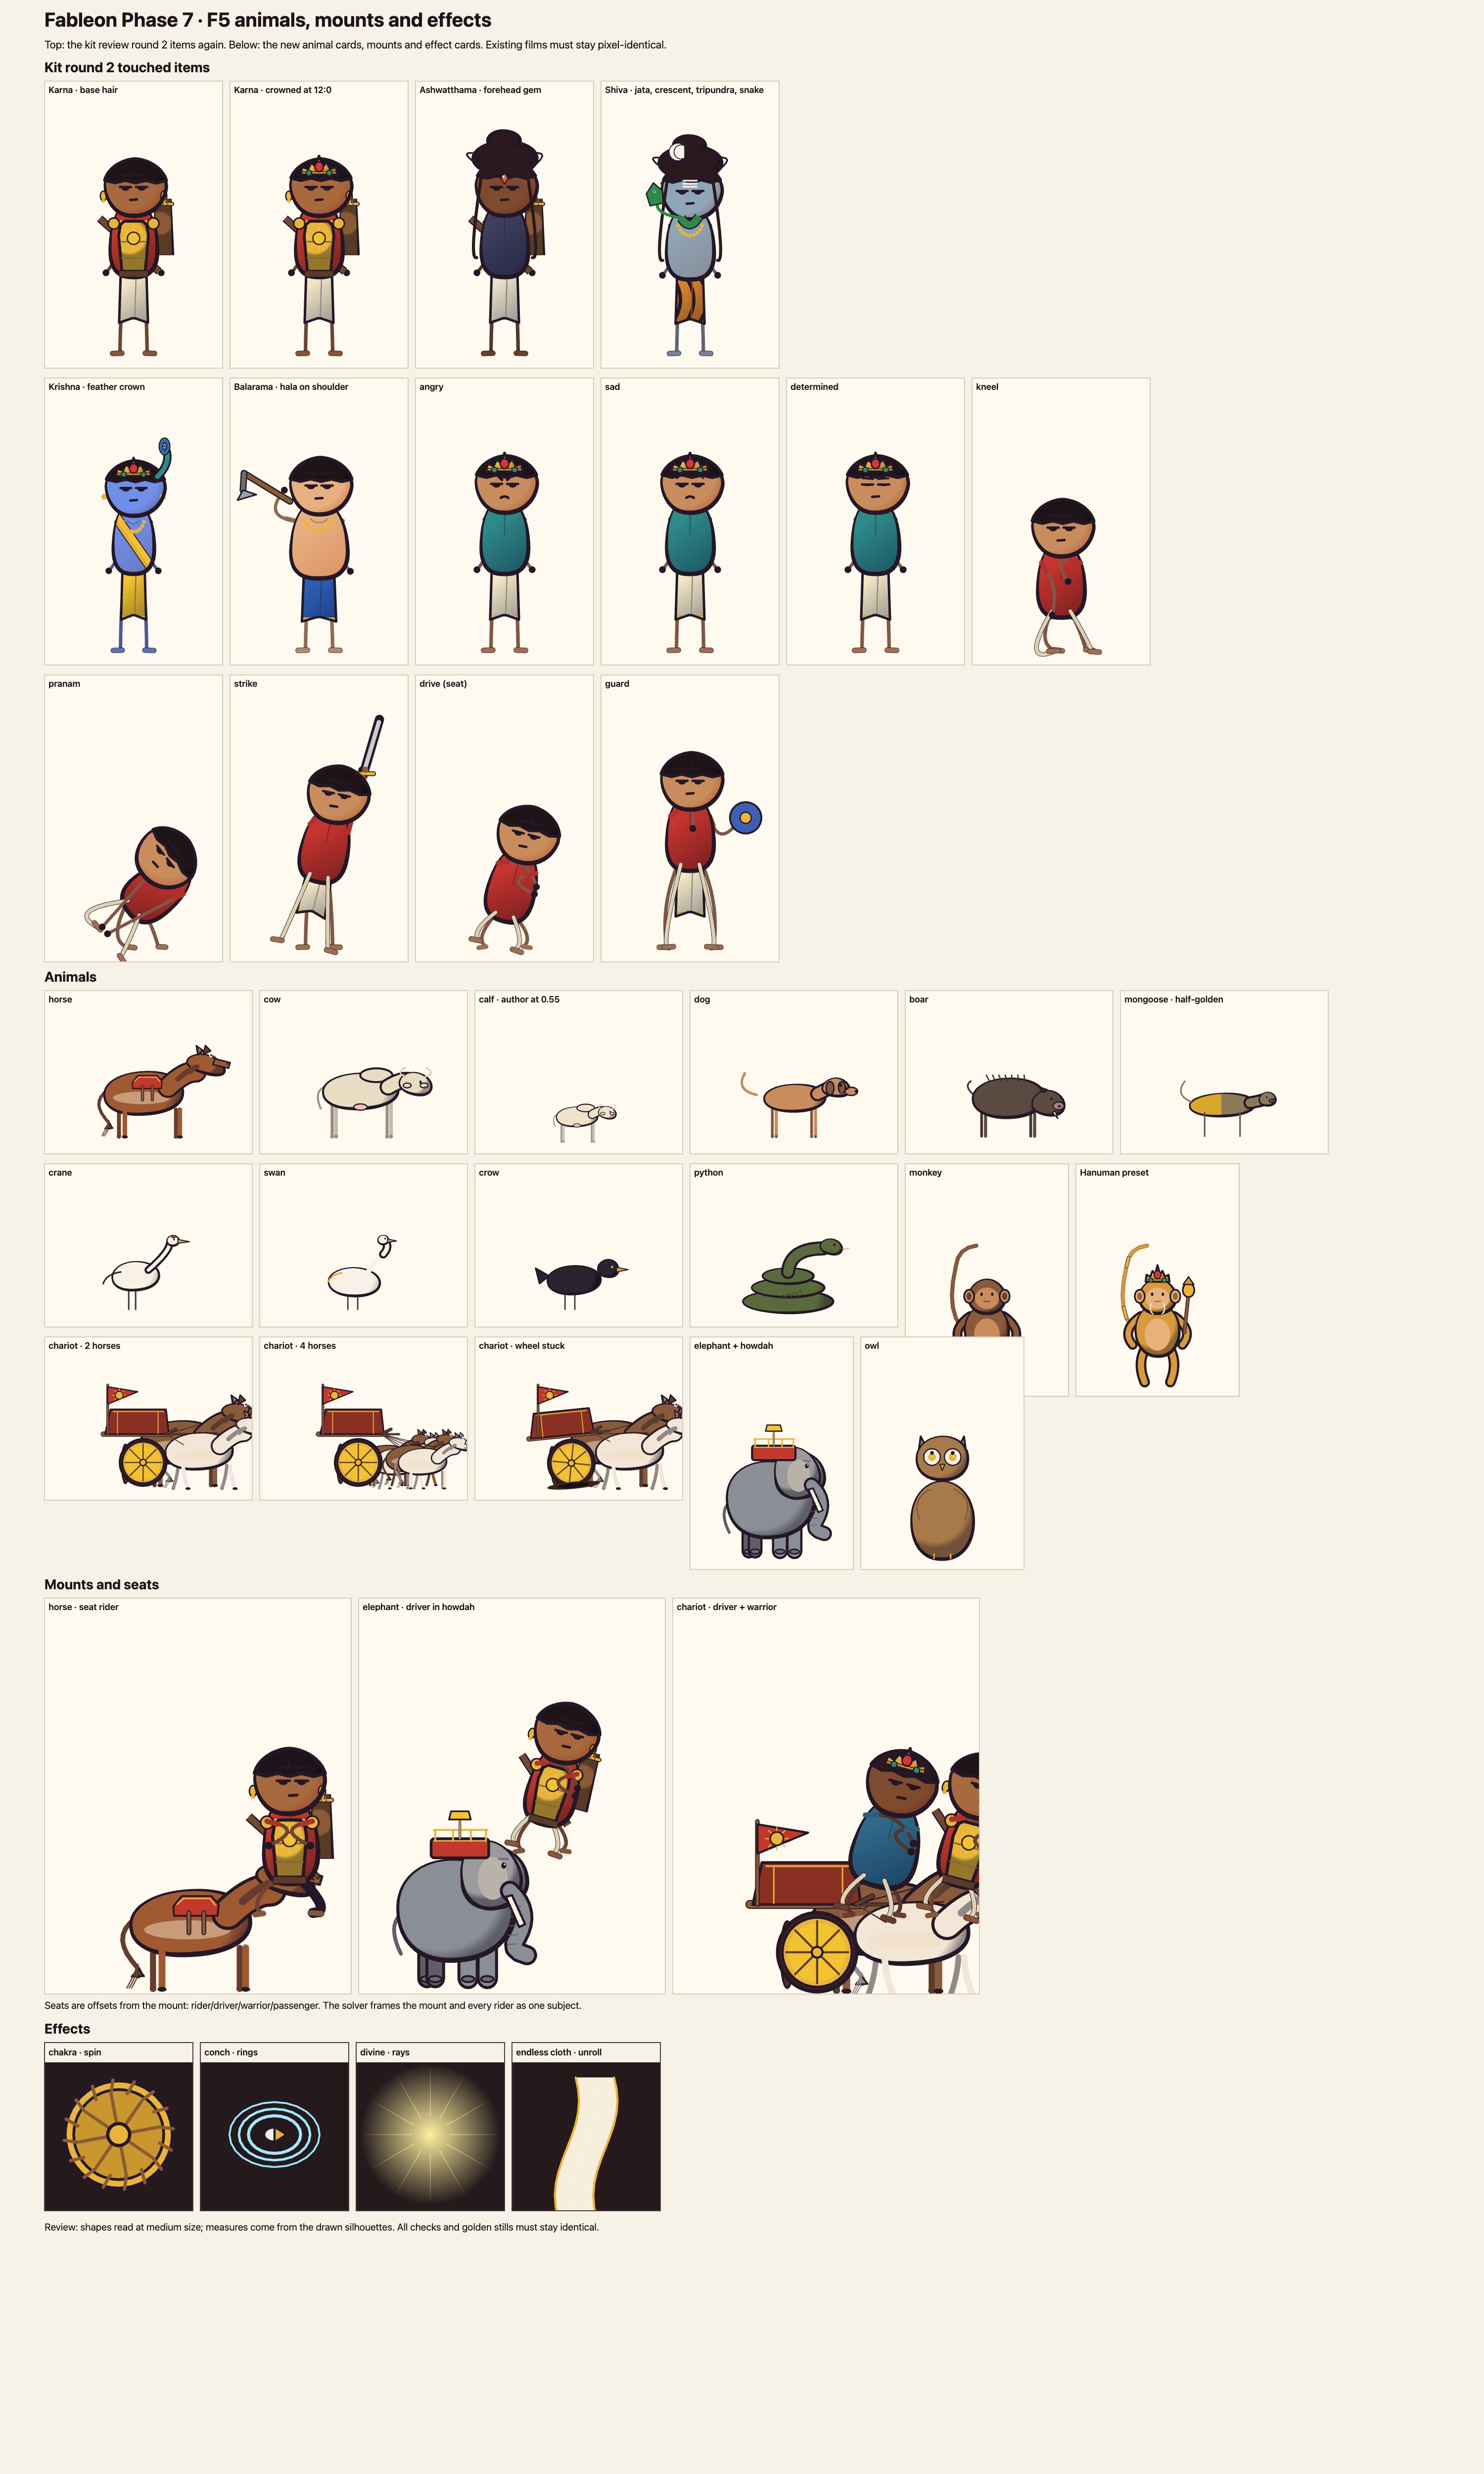 Fableon Phase 7 · F5 animals, mounts and effects
Top: the kit review round 2 items again. Below: the new animal cards, mounts and effect cards. Existing films must stay pixel-identical.
Kit round 2 touched items
Karna · base hair
Karna · crowned at 12:0
Ashwatthama · forehead gem
Shiva · jata, crescent, tripundra, snake
Krishna · feather crown
Balarama · hala on shoulder
angry
sad
determined
kneel
pranam
strike
drive (seat)
guard
Animals
horse
cow
calf · author at 0.55
dog
boar
mongoose · half-golden
crane
swan
crow
python
monkey
Hanuman preset
chariot · 2 horses
chariot · 4 horses
chariot · wheel stuck
elephant + howdah
owl
Mounts and seats
horse · seat rider
elephant · driver in howdah
chariot · driver + warrior
Seats are offsets from the mount: rider/driver/warrior/passenger. The solver frames the mount and every rider as one subject.
Effects
chakra · spin
conch · rings
divine · rays
endless cloth · unroll
Review: shapes read at medium size; measures come from the drawn silhouettes. All checks and golden stills must stay identical.